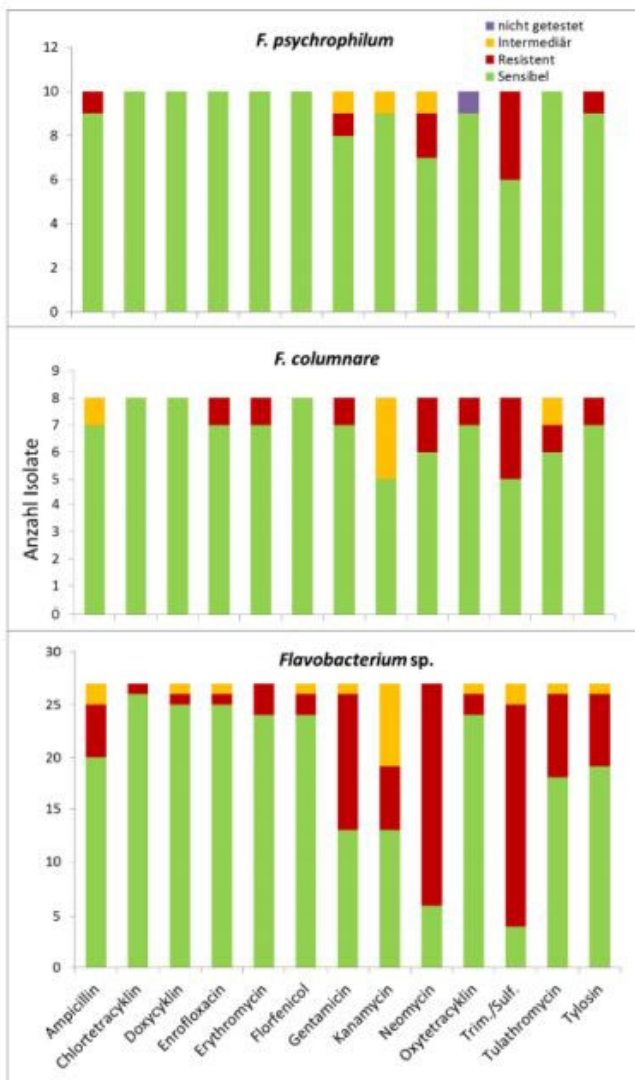 F. psychrophilum
nicht getestet
Intermediär
Resistent
Sensibel
12
10
8
6
4
2
0
F. columnare
Anzahl Isolate
9
8
7
6
5
4
3
2
1
0
Flavobacterium sp.
30
25
20
15
10
5
0
Ampicillin
Chlortetracyklin
Doxycyklin
Enrofloxacin
Erythromycin
Florfenicol
Gentamicin
Kanamycin
Neomycin
Oxytetracyklin
Trim./Sulf.
Tulathromycin
Tylosin